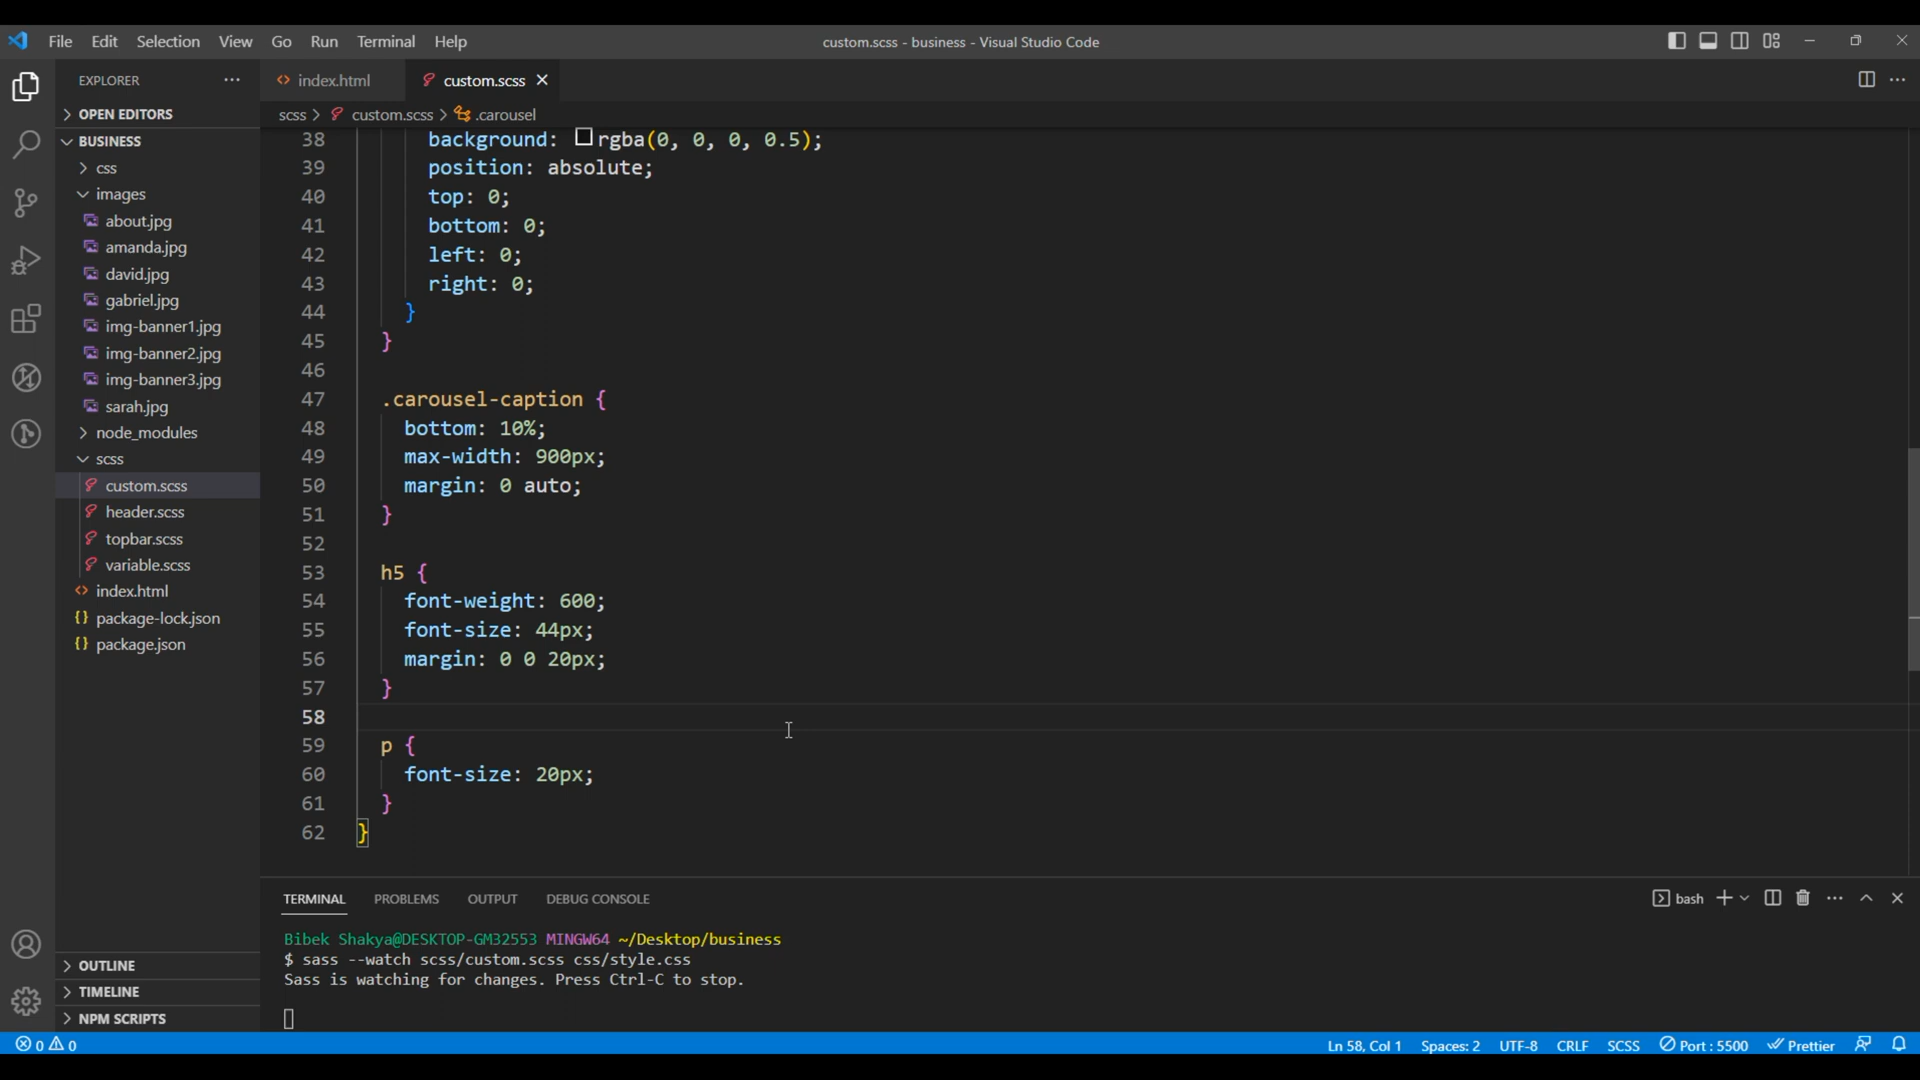 File Edit Selection View Go Run Terminal Help
custom.scss - business - Visual Studio Code
EXPLORER
OPEN EDITORS
BUSINESS
css
images
about.jpg
amanda.jpg
david.jpg
gabriel.jpg
img-banner1.jpg
img-banner2.jpg
img-banner3.jpg
sarah.jpg
node_modules
scss
custom.scss
header.scss
topbar.scss
variable.scss
index.html
package-lock.json
package.json
OUTLINE
TIMELINE
NPM SCRIPTS
index.html custom.scss
scss > custom.scss > .carousel
38 background: rgba(0, 0, 0, 0.5);
39 position: absolute;
40 top: 0;
41 bottom: 0;
42 left: 0;
43 right: 0;
44 }
45 }
46
47 .carousel-caption {
48 bottom: 10%;
49 max-width: 900px;
50 margin: 0 auto;
51 }
52
53 h5 {
54 font-weight: 600;
55 font-size: 44px;
56 margin: 0 0 20px;
57 }
58
59 p {
60 font-size: 20px;
61 }
62 }
TERMINAL PROBLEMS OUTPUT DEBUG CONSOLE
bash
Bibek Shakya@DESKTOP-GM32553 MINGW64 ~/Desktop/business
$ sass --watch scss/custom.scss css/style.css
Sass is watching for changes. Press Ctrl-C to stop.
0 0
Ln 58, Col 1 Spaces: 2 UTF-8 CRLF SCSS Port : 5500 Prettier